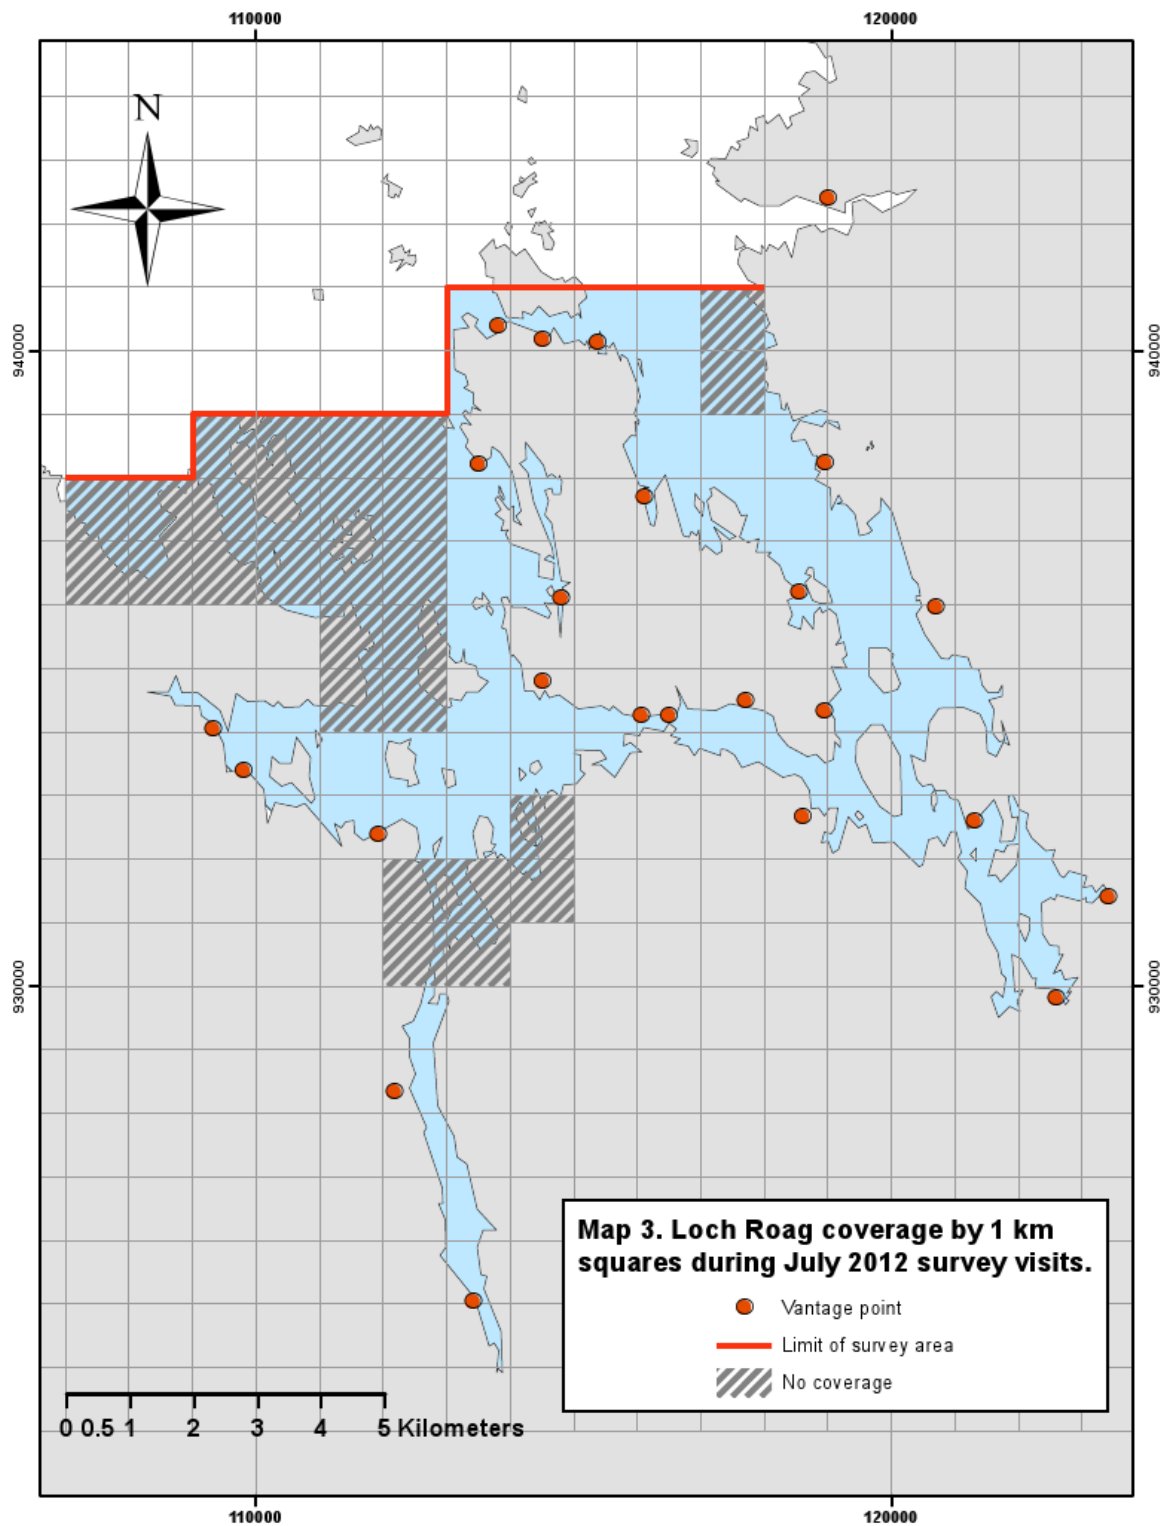 110000 120000
N
940000 940000
930000 930000
Map 3. Loch Roag coverage by 1 km
squares during July 2012 survey visits.
Vantage point
Limit of survey area
No coverage
0 0.5 1 2 3 4 5 Kilometers
110000 120000